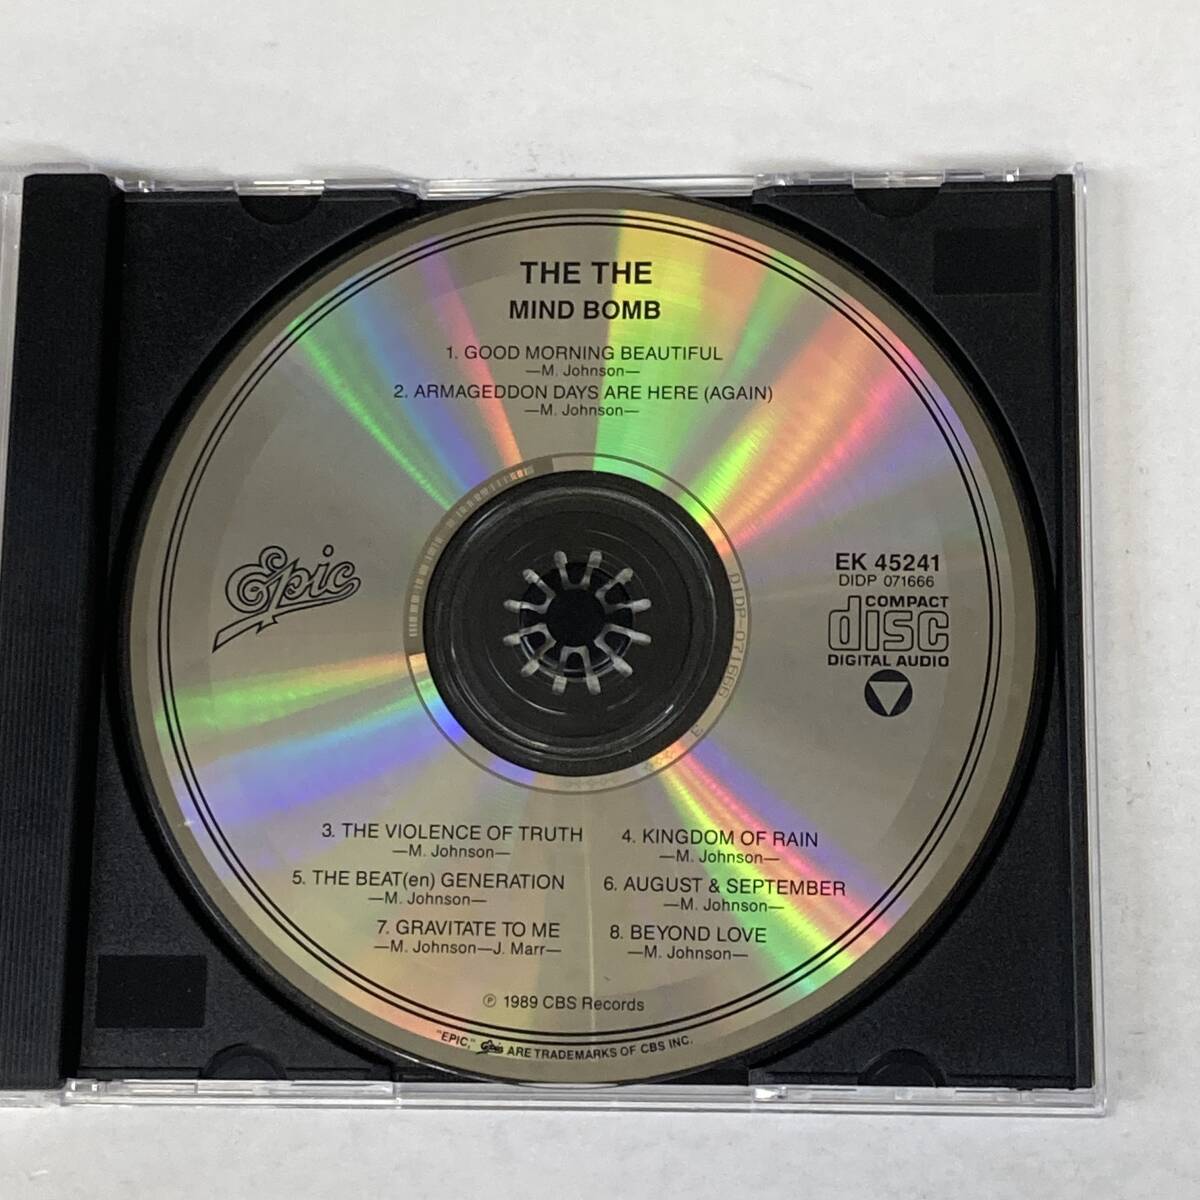 THE THE
MIND BOMB
1. GOOD MORNING BEAUTIFUL
—M. Johnson—
2. ARMAGEDDON DAYS ARE HERE (AGAIN)
—M. Johnson—
Epic
EK 45241
DIDP 071666
COMPACT
disc
DIGITAL AUDIO
DIDP-071666
3
3. THE VIOLENCE OF TRUTH
—M. Johnson—
4. KINGDOM OF RAIN
—M. Johnson—
5. THE BEAT(en) GENERATION
—M. Johnson—
6. AUGUST & SEPTEMBER
—M. Johnson—
7. GRAVITATE TO ME
—M. Johnson—J. Marr—
8. BEYOND LOVE
—M. Johnson—
℗ 1989 CBS Records
"EPIC," Epic ARE TRADEMARKS OF CBS INC.